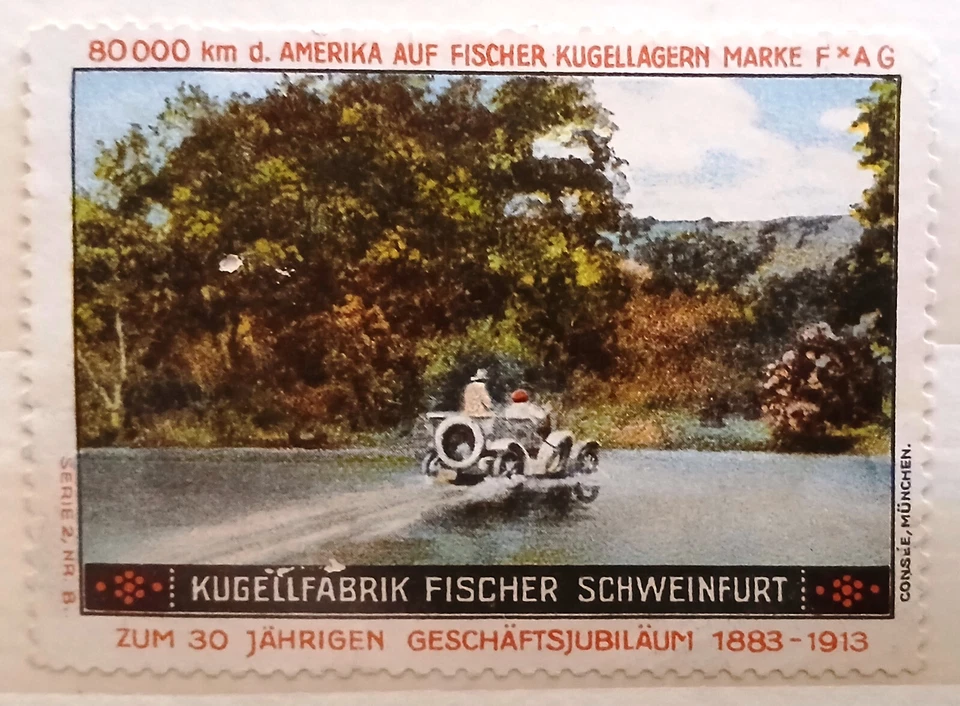 80000 km d. AMERIKA AUF FISCHER KUGELLAGERN MARKE F×AG
SERIE 2, NR 8.
CONSÉE, MÜNCHEN.
KUGELLFABRIK FISCHER SCHWEINFURT
ZUM 30 JÄHRIGEN GESCHÄFTSJUBILÄUM 1883-1913